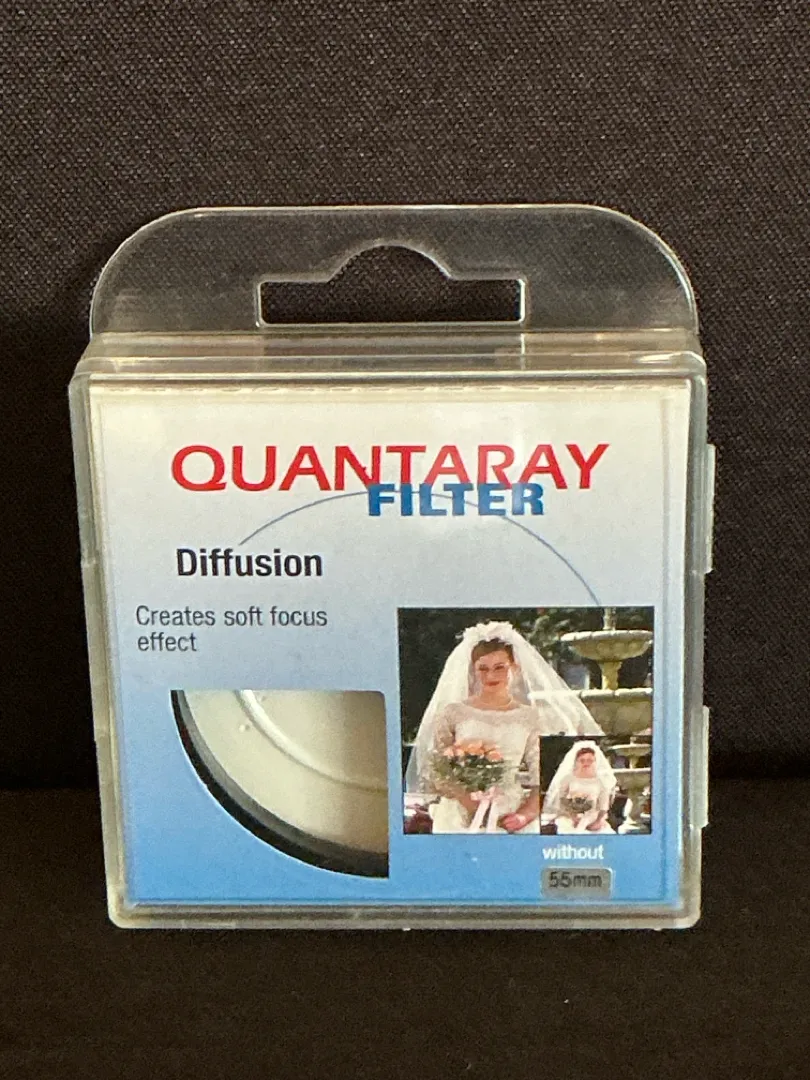 QUANTARAY
FILTER
Diffusion
Creates soft focus
effect
without
55mm